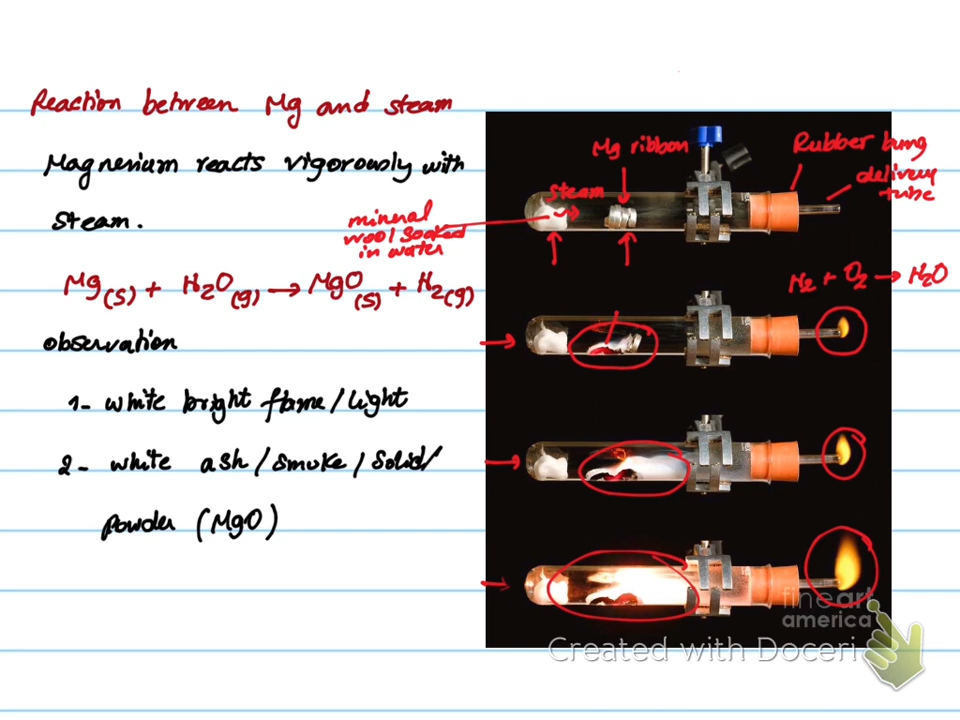 Reaction between Mg and steam
Magnesium reacts vigorously with
steam.
Mg(s) + H2O(g) → MgO(s) + H2(g)
observation
1- white bright flame/light
2- white ash/smoke/solid/
powder (MgO)
Mg ribbon
Rubber bung
delivery
tube
steam
mineral
wool soaked
in water
H2 + O2 → H2O
fineart
america
Created with Doceri